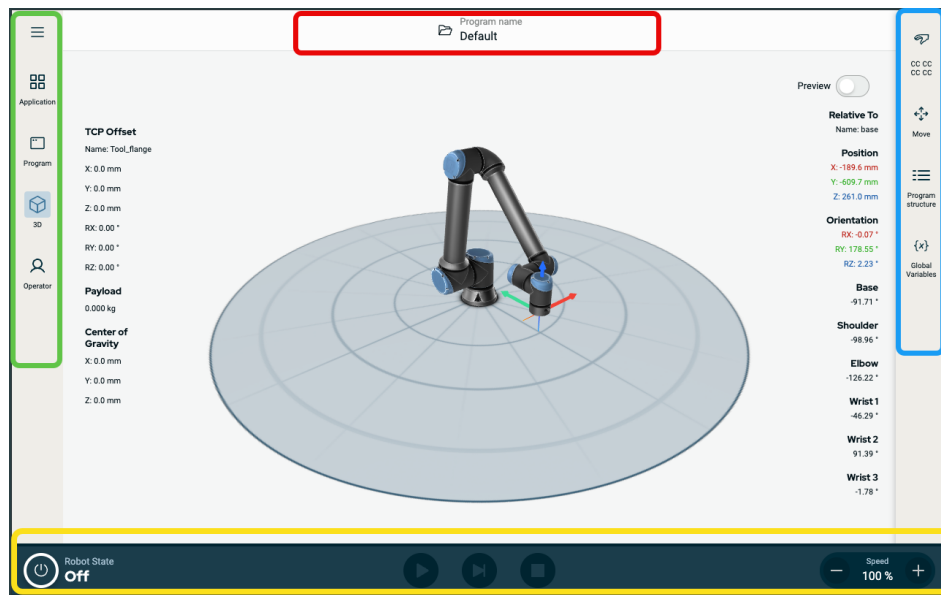 Program name
Default
Application
Program
3D
Operator
TCP Offset
Name: Tool_flange
X: 0.0 mm
Y: 0.0 mm
Z: 0.0 mm
RX: 0.00 °
RY: 0.00 °
RZ: 0.00 °
Payload
0.000 kg
Center of
Gravity
X: 0.0 mm
Y: 0.0 mm
Z: 0.0 mm
Preview
Relative To
Name: base
Position
X: -189.6 mm
Y: -609.7 mm
Z: 261.0 mm
Orientation
RX: -0.07 °
RY: 178.55 °
RZ: 2.23 °
Base
-91.71 °
Shoulder
-98.96 °
Elbow
-126.22 °
Wrist 1
-46.29 °
Wrist 2
91.39 °
Wrist 3
-1.78 °
CC CC
CC CC
Move
Program
structure
{x}
Global
Variables
Robot State
Off
Speed
− 100 % +